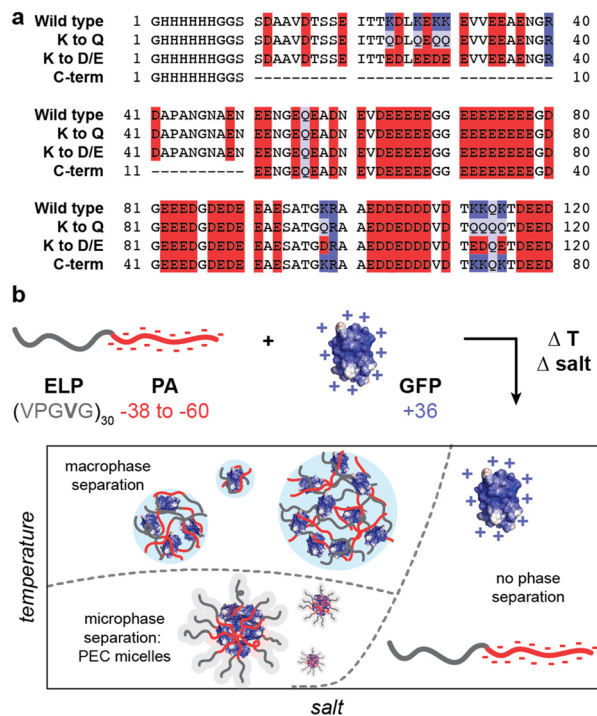 a
Wild type 1 GHHHHHHGGS SDAAVDTSSE ITTKDLKEKK EVVEEAENGR 40
K to Q 1 GHHHHHHGGS SDAAVDTSSE ITTQDLQEQQ EVVEEAENGR 40
K to D/E 1 GHHHHHHGGS SDAAVDTSSE ITTEDLEEDE EVVEEAENGR 40
C-term 1 GHHHHHHGGS ---------- ---------- ---------- 10
Wild type 41 DAPANGNAEN EENGEQEADN EVDEEEEEGG EEEEEEEEGD 80
K to Q 41 DAPANGNAEN EENGEQEADN EVDEEEEEGG EEEEEEEEGD 80
K to D/E 41 DAPANGNAEN EENGEQEADN EVDEEEEEGG EEEEEEEEGD 80
C-term 11 ---------- EENGEQEADN EVDEEEEEGG EEEEEEEEGD 40
Wild type 81 GEEEDGDEDE EAESATGKRA AEDDEDDDVD TKKQKTDEED 120
K to Q 81 GEEEDGDEDE EAESATGQRA AEDDEDDDVD TQQQQTDEED 120
K to D/E 81 GEEEDGDEDE EAESATGDRA AEDDEDDDVD TEDQETDEED 120
C-term 41 GEEEDGDEDE EAESATGKRA AEDDEDDDVD TKKQKTDEED 80
b
+
Δ T
Δ salt
ELP PA GFP
(VPGVG)30 -38 to -60 +36
macrophase
separation
no phase
separation
microphase
separation:
PEC micelles
temperature
salt